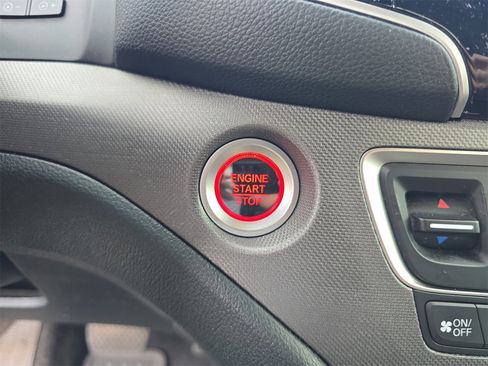 ENGINE
START
STOP
ON/
OFF